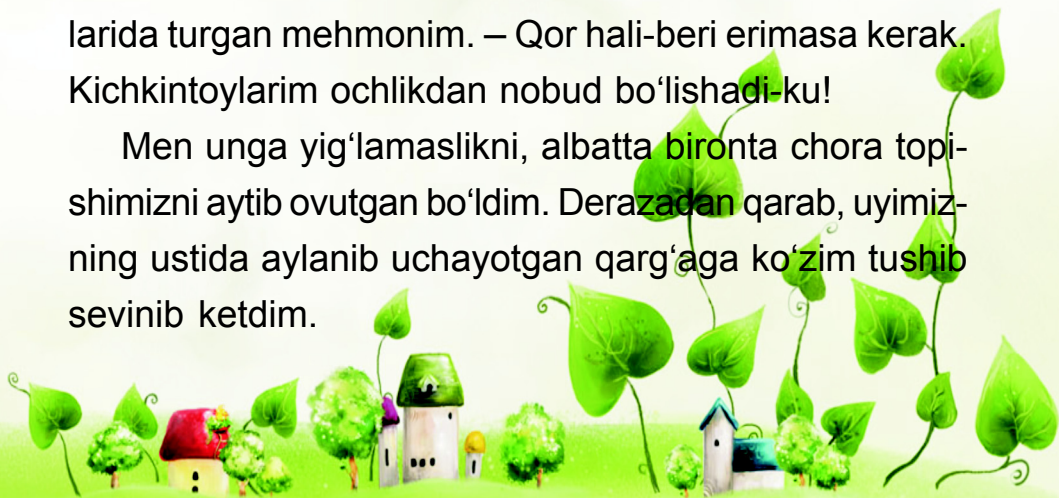 larida turgan mehmonim. – Qor hali-beri erimasa kerak.
Kichkintoylarim ochlikdan nobud bo‘lishadi-ku!
Men unga yig‘lamaslikni, albatta bironta chora topi-
shimizni aytib ovutgan bo‘ldim. Derazadan qarab, uyimiz-
ning ustida aylanib uchayotgan qarg‘aga ko‘zim tushib
sevinib ketdim.